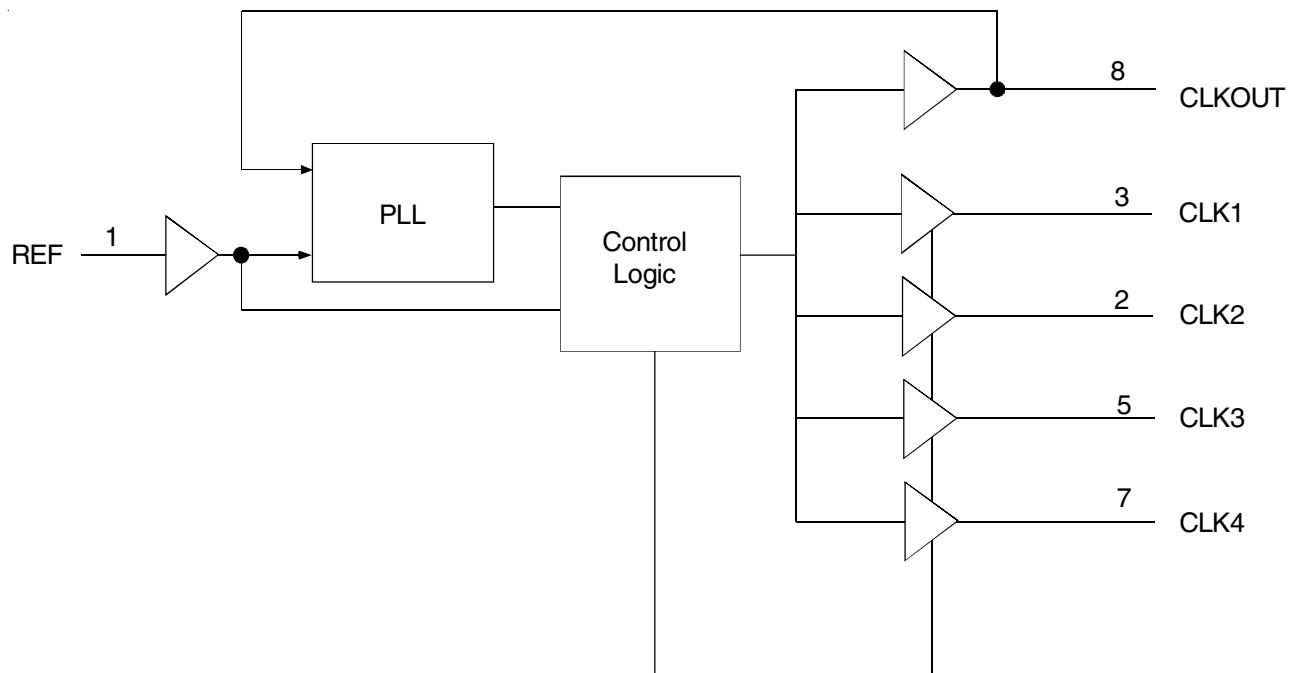 8
CLKOUT
PLL
3
CLK1
REF
1
Control
Logic
2
CLK2
5
CLK3
7
CLK4